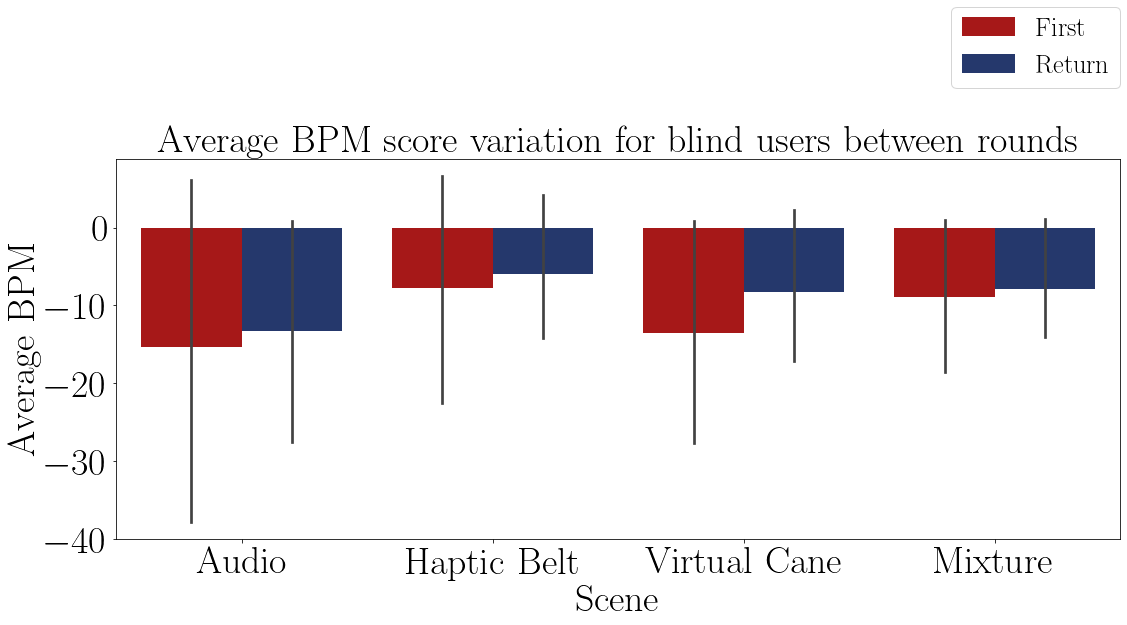 First
Return
Average BPM score variation for blind users between rounds
Average BPM
0
−10
−20
−30
−40
Audio
Haptic Belt
Virtual Cane
Mixture
Scene